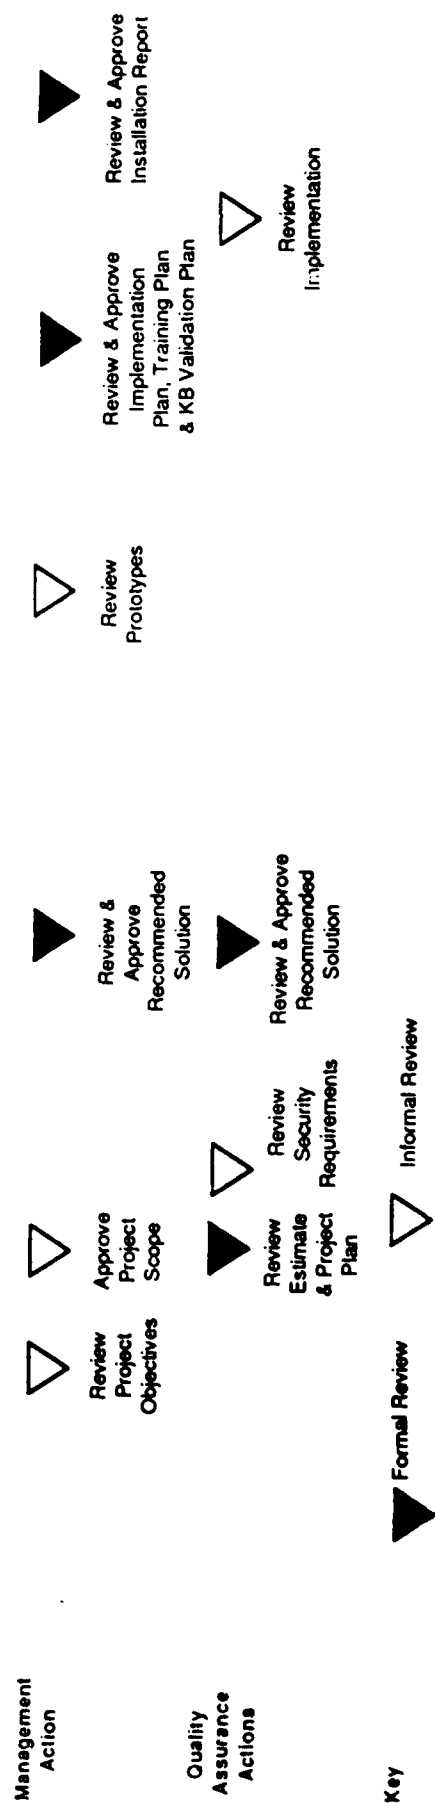 Management
Action
Review
Project
Objectives
Approve
Project
Scope
Review &
Approve
Recommended
Solution
Review
Prototypes
Review & Approve
Implementation
Plan, Training Plan
& KB Validation Plan
Review & Approve
Installation Report
Quality
Assurance
Actions
Review
Estimate
& Project
Plan
Review
Security
Requirements
Review & Approve
Recommended
Solution
Review
Implementation
Key
Formal Review
Informal Review